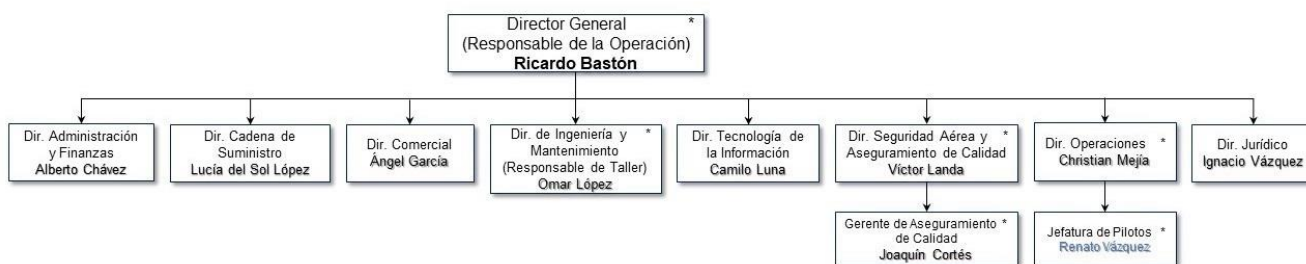 Director General *
(Responsable de la Operación)
Ricardo Bastón
Dir. Administración
y Finanzas
Alberto Chávez
Dir. Cadena de
Suministro
Lucía del Sol López
Dir. Comercial
Ángel García
Dir. de Ingeniería y *
Mantenimiento
(Responsable de Taller)
Omar López
Dir. Tecnología de
la Información
Camilo Luna
Dir. Seguridad Aérea y *
Aseguramiento de Calidad
Víctor Landa
Dir. Operaciones *
Christian Mejía
Dir. Jurídico
Ignacio Vázquez
Gerente de Aseguramiento *
de Calidad
Joaquín Cortés
Jefatura de Pilotos *
Renato Vázquez